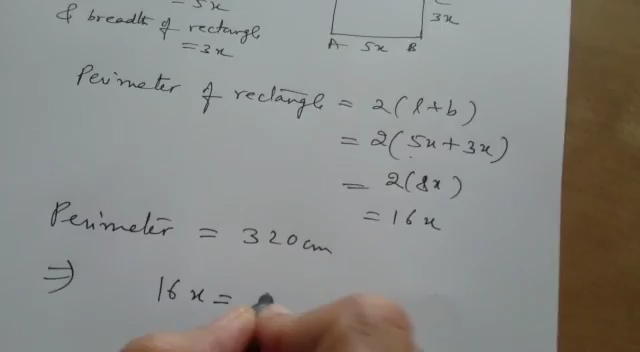 = 5x
& breadth of rectangle
= 3x
3x
A 5x B
Perimeter of rectangle = 2(l+b)
= 2(5x+3x)
= 2(8x)
= 16x
Perimeter = 320cm
⇒ 16x =